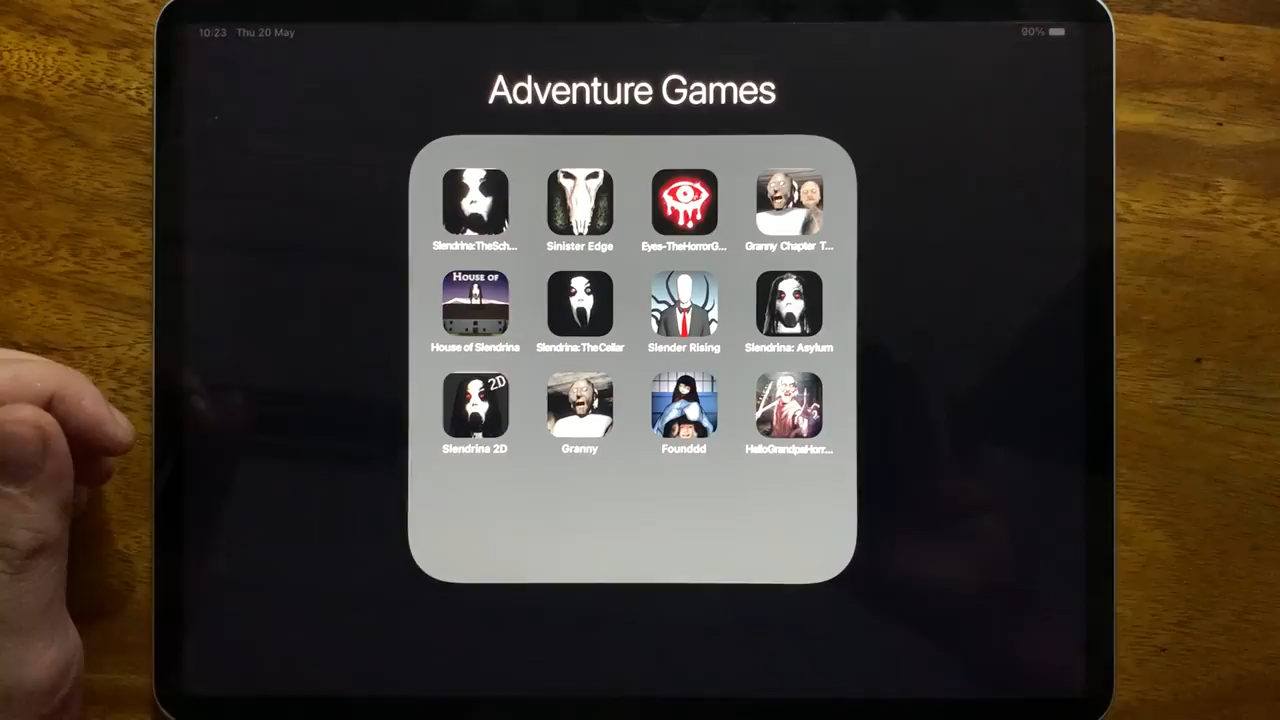 10:23 Thu 20 May
90%
Adventure Games
Slendrina:TheSch...
Sinister Edge
Eyes-TheHorrorG...
Granny Chapter T...
HOUSE OF
House of Slendrina
Slendrina:TheCellar
Slender Rising
Slendrina: Asylum
2D
Slendrina 2D
Granny
Founddd
HelloGrandpaHorr...